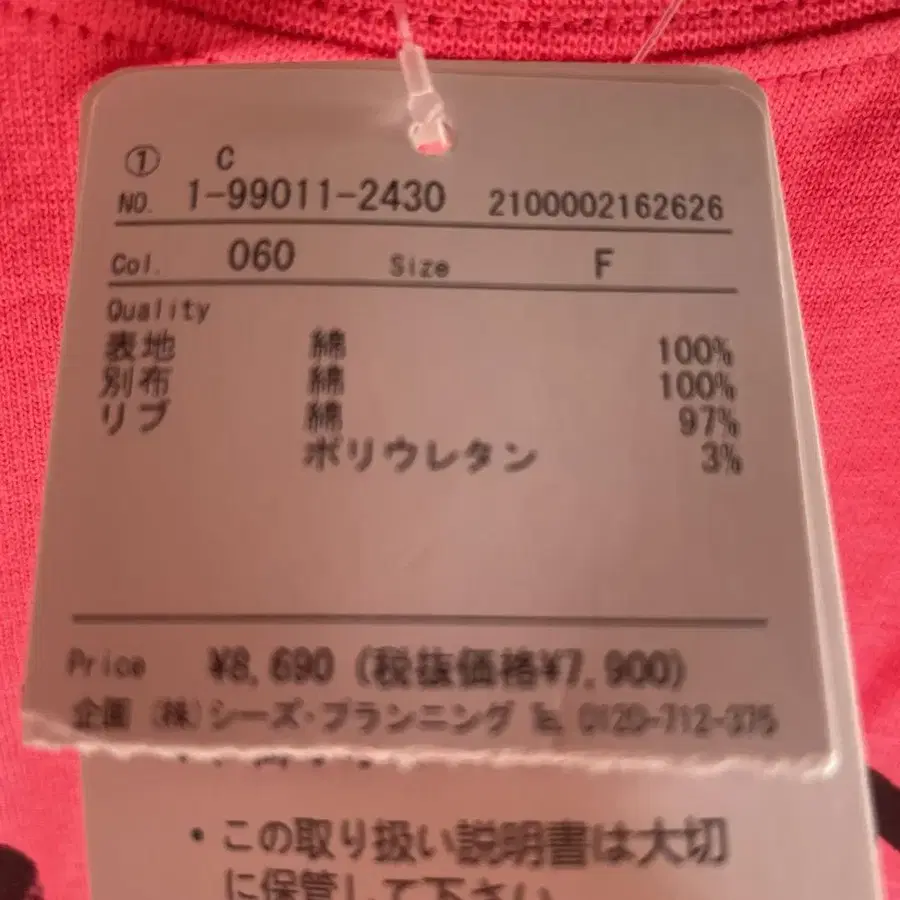 ① C
NO. 1-99011-2430 2100002162626
Col. 060 Size F
Quality
表地 綿 100%
別布 綿 100%
リブ 綿 97%
ポリウレタン 3%
Price ¥8,690 (税抜価格¥7,900)
企画 (株)シーズ・プランニング ℡ 0120-712-375
・この取り扱い説明書は大切
に保管して下さい